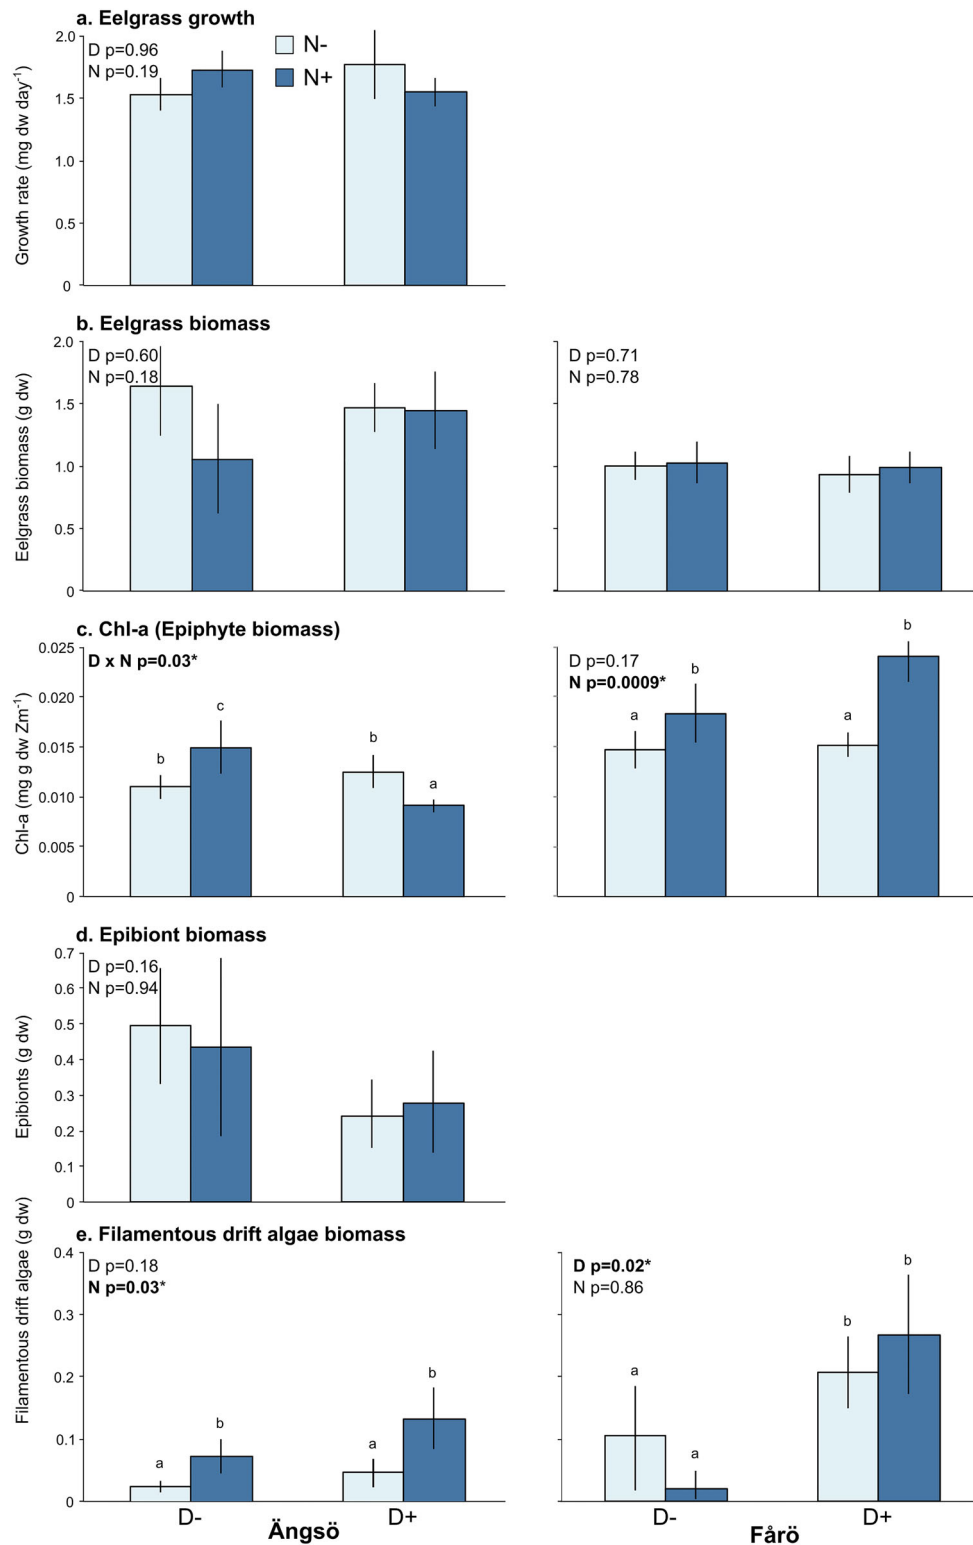 a. Eelgrass growth
Growth rate (mg dw day-1)
2.0
1.5
1.0
0.5
0
D p=0.96
N p=0.19
N-
N+
b. Eelgrass biomass
Eelgrass biomass (g dw)
2.0
1.5
1.0
0.5
0
D p=0.60
N p=0.18
D p=0.71
N p=0.78
c. Chl-a (Epiphyte biomass)
Chl-a (mg g dw Zm-1)
0.025
0.020
0.015
0.010
0.005
0
D x N p=0.03*
b
c
b
a
D p=0.17
N p=0.0009*
a
b
a
b
d. Epibiont biomass
Epibionts (g dw)
0.7
0.6
0.5
0.4
0.3
0.2
0.1
0
D p=0.16
N p=0.94
e. Filamentous drift algae biomass
Filamentous drift algae (g dw)
0.4
0.3
0.2
0.1
0
D p=0.18
N p=0.03*
a
b
a
b
D p=0.02*
N p=0.86
a
a
b
b
D-
D+
Ängsö
D-
D+
Fårö